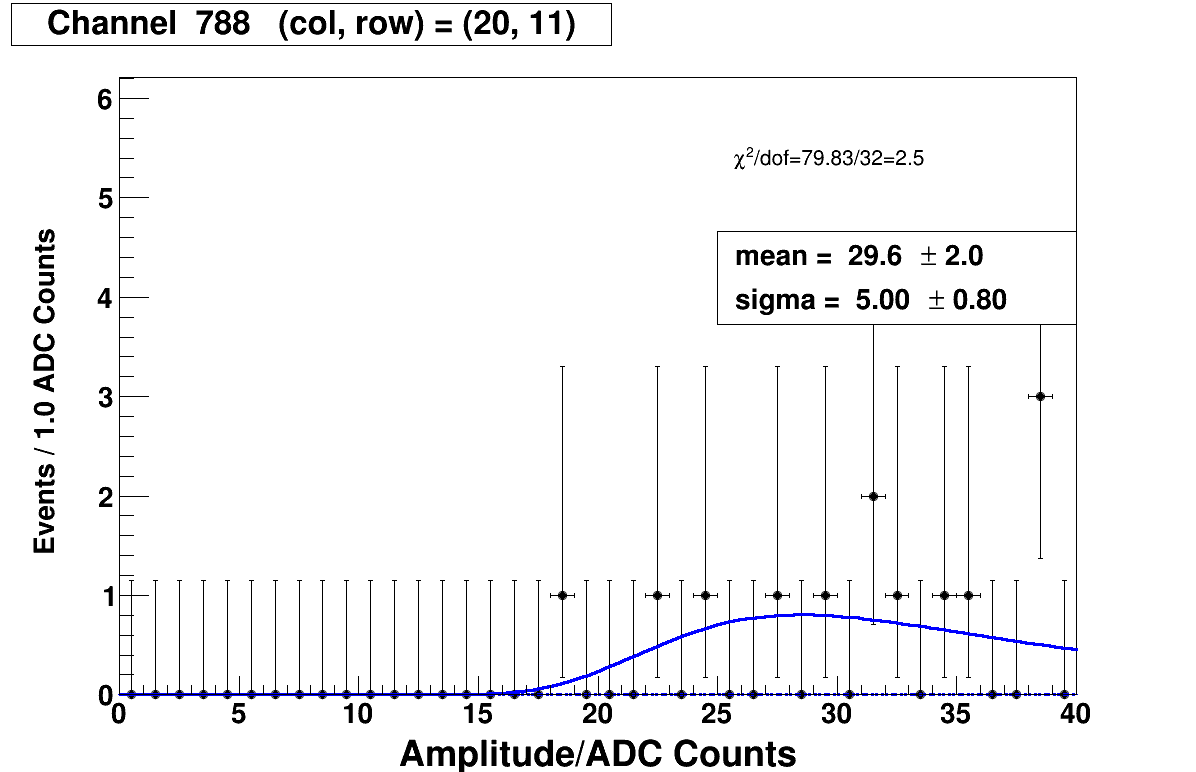 Channel 788 (col, row) = (20, 11)
χ²/dof=79.83/32=2.5
mean = 29.6 ± 2.0
sigma = 5.00 ± 0.80
Events / 1.0 ADC Counts
6
5
4
3
2
1
0
0 5 10 15 20 25 30 35 40
Amplitude/ADC Counts